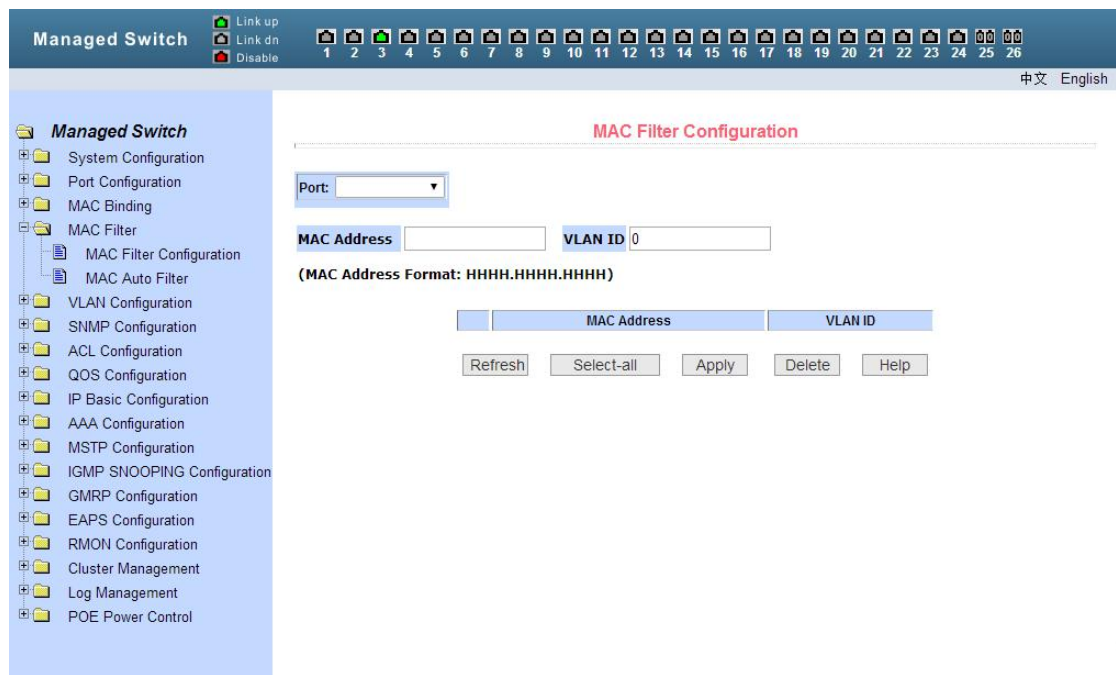 Managed Switch
Link up
Link dn
Disable
1 2 3 4 5 6 7 8 9 10 11 12 13 14 15 16 17 18 19 20 21 22 23 24 25 26
中文 English
Managed Switch
System Configuration
Port Configuration
MAC Binding
MAC Filter
MAC Filter Configuration
MAC Auto Filter
VLAN Configuration
SNMP Configuration
ACL Configuration
QOS Configuration
IP Basic Configuration
AAA Configuration
MSTP Configuration
IGMP SNOOPING Configuration
GMRP Configuration
EAPS Configuration
RMON Configuration
Cluster Management
Log Management
POE Power Control
MAC Filter Configuration
Port:
MAC Address VLAN ID 0
(MAC Address Format: HHHH.HHHH.HHHH)
MAC Address VLAN ID
Refresh Select-all Apply Delete Help